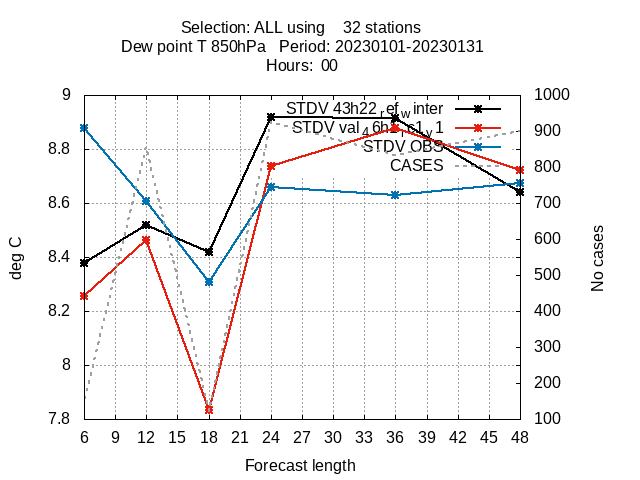 Selection: ALL using    32 stations
Dew point T 850hPa   Period: 20230101-20230131
Hours:  00
STDV 43h22_ref_winter
STDV OBS
CASES
deg C
No cases
9
8.8
8.6
8.4
8.2
8
7.8
1000
900
800
700
600
500
400
300
200
100
6 9 12 15 18 21 24 27 30 33 36 39 42 45 48
Forecast length